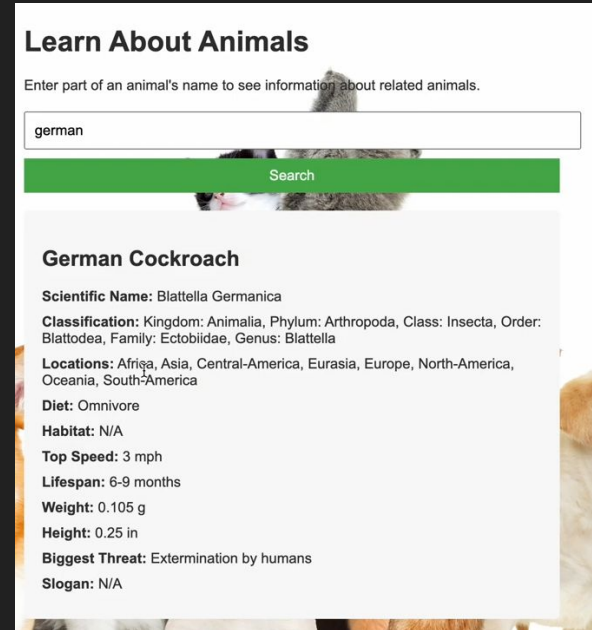 Learn About Animals
Enter part of an animal's name to see information about related animals.
german
Search
German Cockroach
Scientific Name: Blattella Germanica
Classification: Kingdom: Animalia, Phylum: Arthropoda, Class: Insecta, Order:
Blattodea, Family: Ectobiidae, Genus: Blattella
Locations: Africa, Asia, Central-America, Eurasia, Europe, North-America,
Oceania, South-America
Diet: Omnivore
Habitat: N/A
Top Speed: 3 mph
Lifespan: 6-9 months
Weight: 0.105 g
Height: 0.25 in
Biggest Threat: Extermination by humans
Slogan: N/A